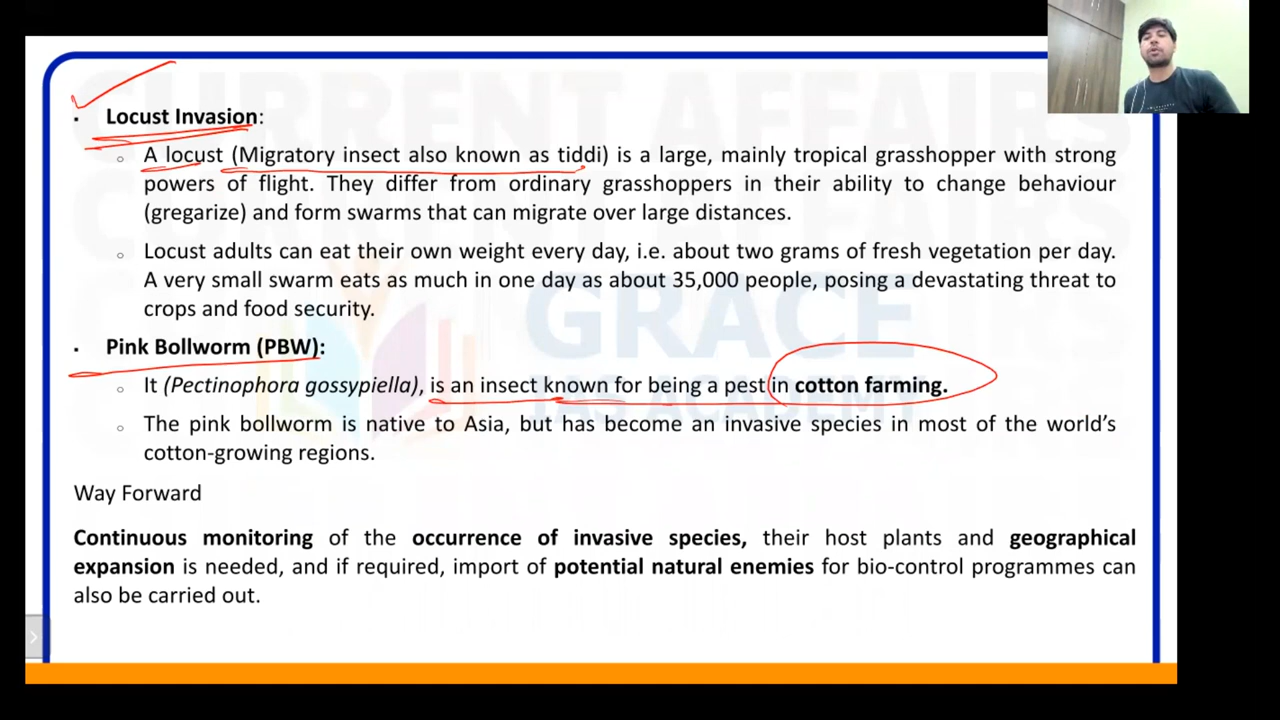 CURRENT AFFAIRS
Locust Invasion:
A locust (Migratory insect also known as tiddi) is a large, mainly tropical grasshopper with strong
powers of flight. They differ from ordinary grasshoppers in their ability to change behaviour
(gregarize) and form swarms that can migrate over large distances.
Locust adults can eat their own weight every day, i.e. about two grams of fresh vegetation per day.
A very small swarm eats as much in one day as about 35,000 people, posing a devastating threat to
crops and food security.
GRACE
IAS ACADEMY
Pink Bollworm (PBW):
It (Pectinophora gossypiella), is an insect known for being a pest in cotton farming.
The pink bollworm is native to Asia, but has become an invasive species in most of the world’s
cotton-growing regions.
Way Forward
Continuous monitoring of the occurrence of invasive species, their host plants and geographical
expansion is needed, and if required, import of potential natural enemies for bio-control programmes can
also be carried out.